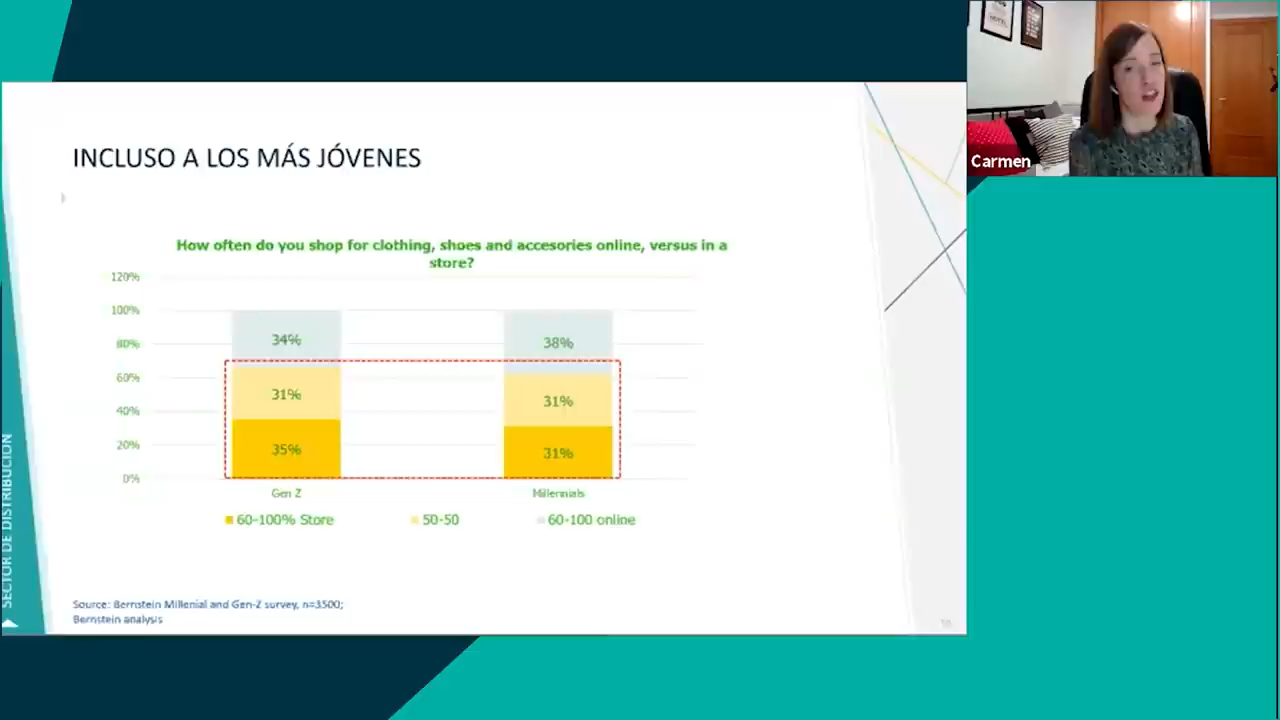 INCLUSO A LOS MÁS JÓVENES
How often do you shop for clothing, shoes and accesories online, versus in a
store?
120%
100%
80%
60%
40%
20%
0%
34%
31%
35%
38%
31%
31%
Gen Z
Millennials
60-100% Store
50-50
60-100 online
Source: Bernstein Millenial and Gen-Z survey, n=3500;
Bernstein analysis
SECTOR DE DISTRIBUCIÓN
Carmen